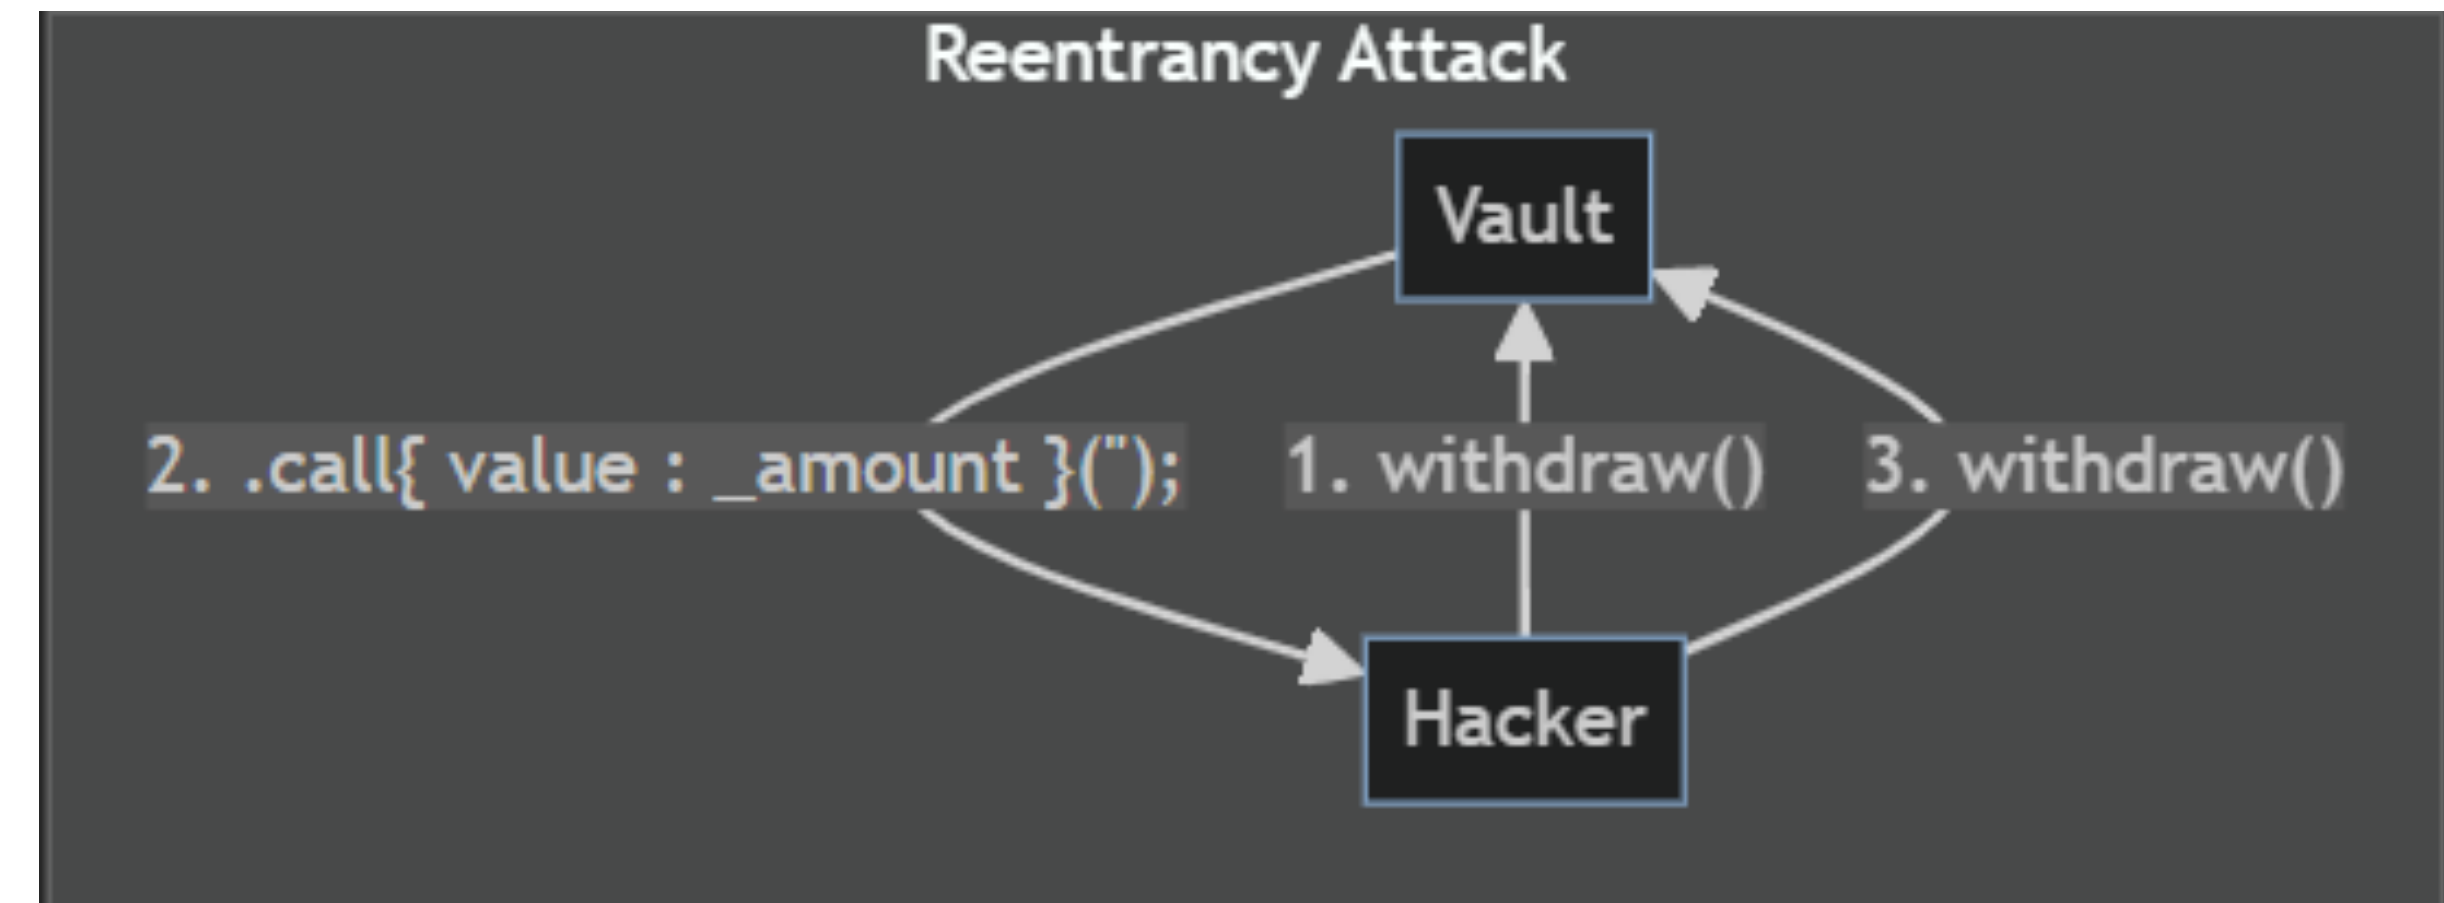 Reentrancy Attack
Vault
2. .call{ value : _amount }('');
1. withdraw()
3. withdraw()
Hacker